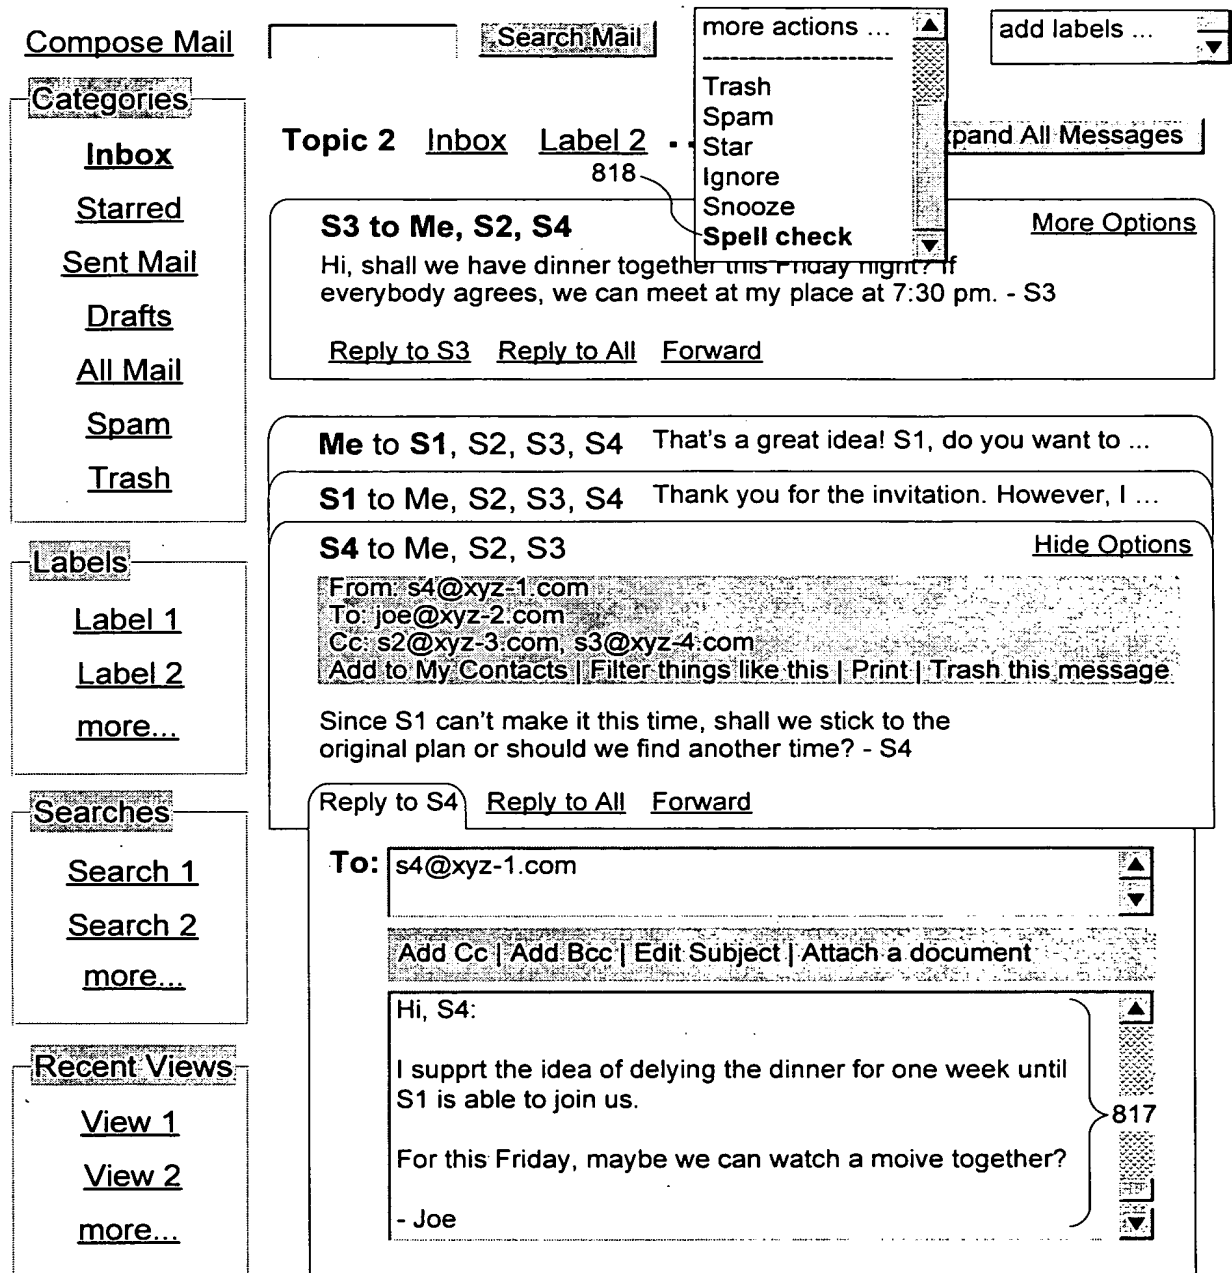 Compose Mail
Search Mail
more actions ...
---------------------
Trash
Spam
Star
Ignore
Snooze
Spell check
add labels ...
Categories
Inbox
Starred
Sent Mail
Drafts
All Mail
Spam
Trash
Labels
Label 1
Label 2
more...
Searches
Search 1
Search 2
more...
Recent Views
View 1
View 2
more...
Topic 2 Inbox Label 2
All Messages
818
S3 to Me, S2, S4
More Options
Hi, shall we have dinner together this Friday night? If
everybody agrees, we can meet at my place at 7:30 pm. - S3
Reply to S3 Reply to All Forward
Me to S1, S2, S3, S4 That's a great idea! S1, do you want to ...
S1 to Me, S2, S3, S4 Thank you for the invitation. However, I ...
S4 to Me, S2, S3
Hide Options
From: s4@xyz-1.com
To: joe@xyz-2.com
Cc: s2@xyz-3.com, s3@xyz-4.com
Add to My Contacts | Filter things like this | Print | Trash this message
Since S1 can't make it this time, shall we stick to the
original plan or should we find another time? - S4
Reply to S4 Reply to All Forward
To: s4@xyz-1.com
Add Cc | Add Bcc | Edit Subject | Attach a document
Hi, S4:
I supprt the idea of delying the dinner for one week until
S1 is able to join us.
817
For this Friday, maybe we can watch a moive together?
- Joe